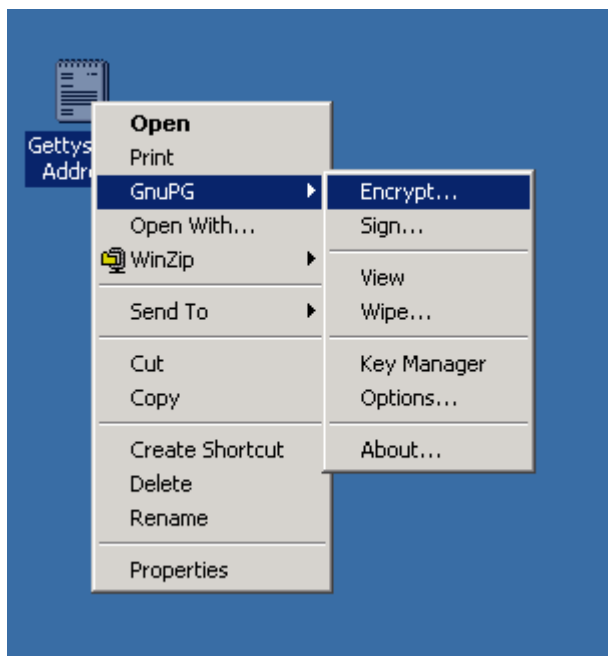 Gettys
Addre
Open
Print
GnuPG
Open With...
WinZip
Send To
Cut
Copy
Create Shortcut
Delete
Rename
Properties
Encrypt...
Sign...
View
Wipe...
Key Manager
Options...
About...